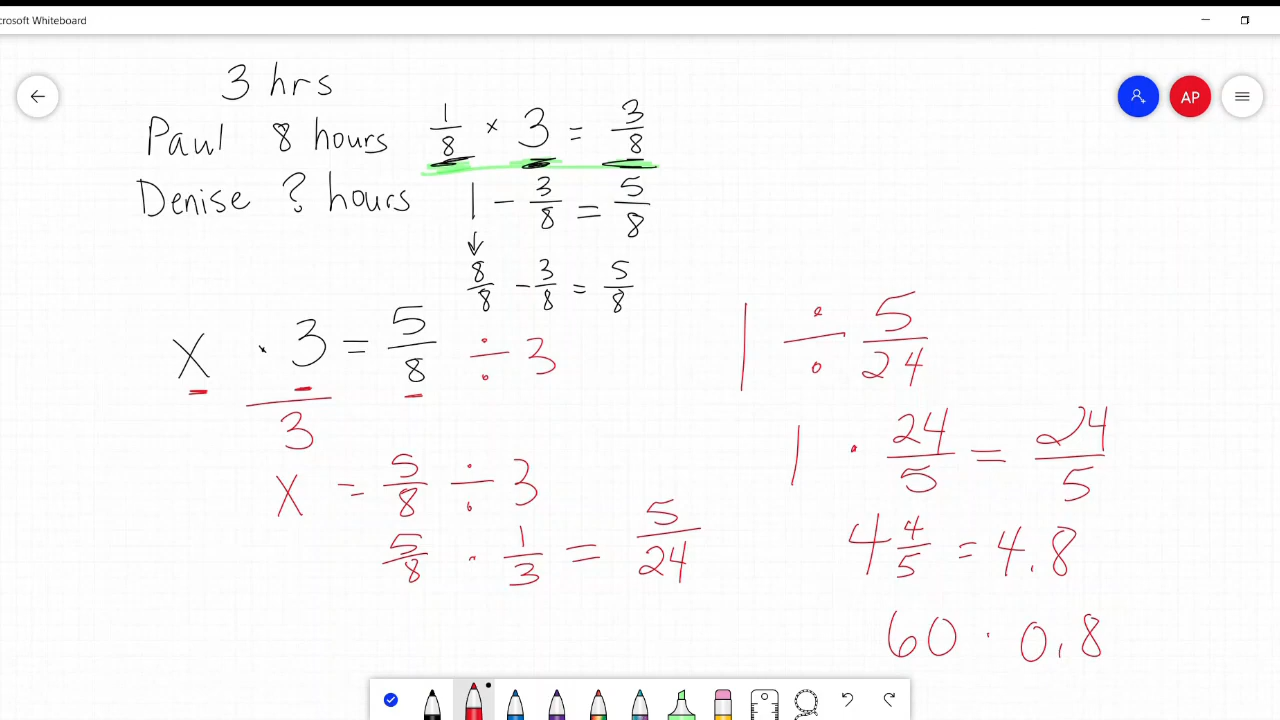 crosoft Whiteboard
3 hrs
Paul 8 hours 1/8 × 3 = 3/8
Denise ? hours 1 - 3/8 = 5/8
8/8 - 3/8 = 5/8
x · 3 = 5/8 ÷ 3
3
x = 5/8 ÷ 3
5/8 · 1/3 = 5/24
AP
1 ÷ 5/24
1 · 24/5 = 24/5
4 4/5 = 4.8
60 · 0.8